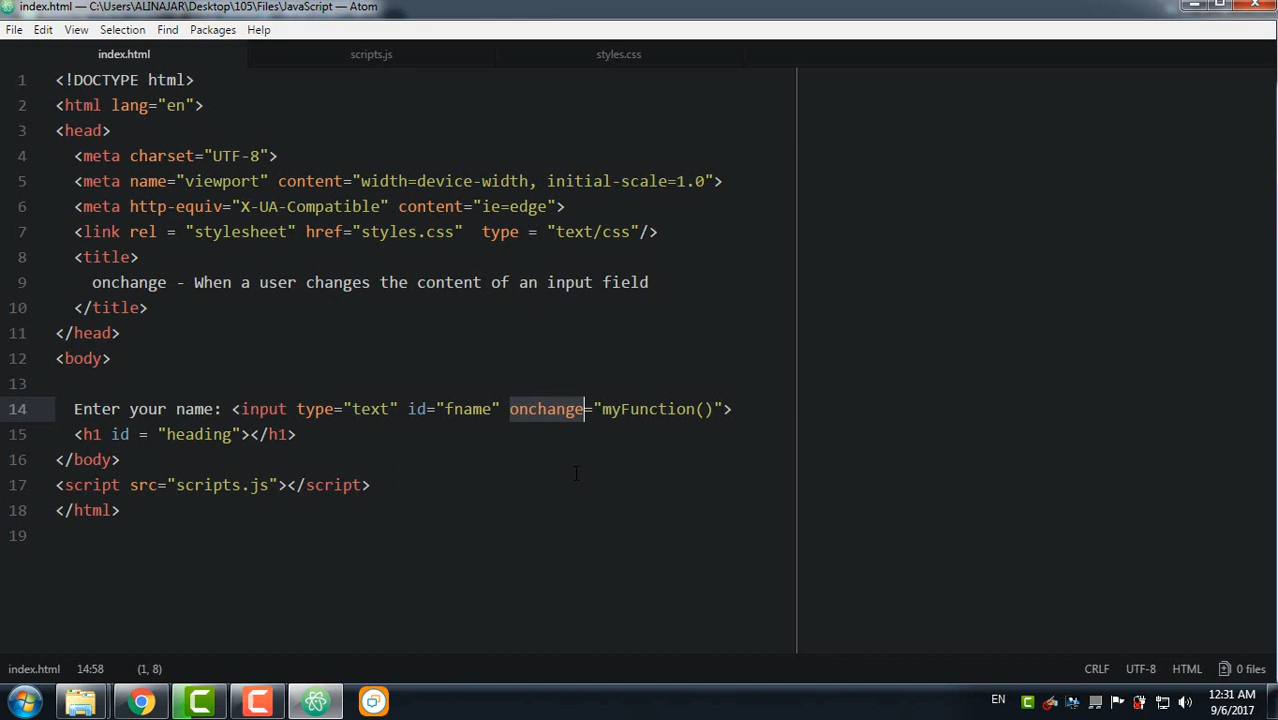 index.html — C:\Users\ALINAJAR\Desktop\105\Files\JavaScript — Atom
File Edit View Selection Find Packages Help
index.html scripts.js styles.css
1 <!DOCTYPE html>
2 <html lang="en">
3 <head>
4 <meta charset="UTF-8">
5 <meta name="viewport" content="width=device-width, initial-scale=1.0">
6 <meta http-equiv="X-UA-Compatible" content="ie=edge">
7 <link rel = "stylesheet" href="styles.css"  type = "text/css"/>
8 <title>
9 onchange - When a user changes the content of an input field
10 </title>
11 </head>
12 <body>
13
14 Enter your name: <input type="text" id="fname" onchange="myFunction()">
15 <h1 id = "heading"></h1>
16 </body>
17 <script src="scripts.js"></script>
18 </html>
19
index.html 14:58 (1, 8) CRLF UTF-8 HTML 0 files
EN 12:31 AM
9/6/2017